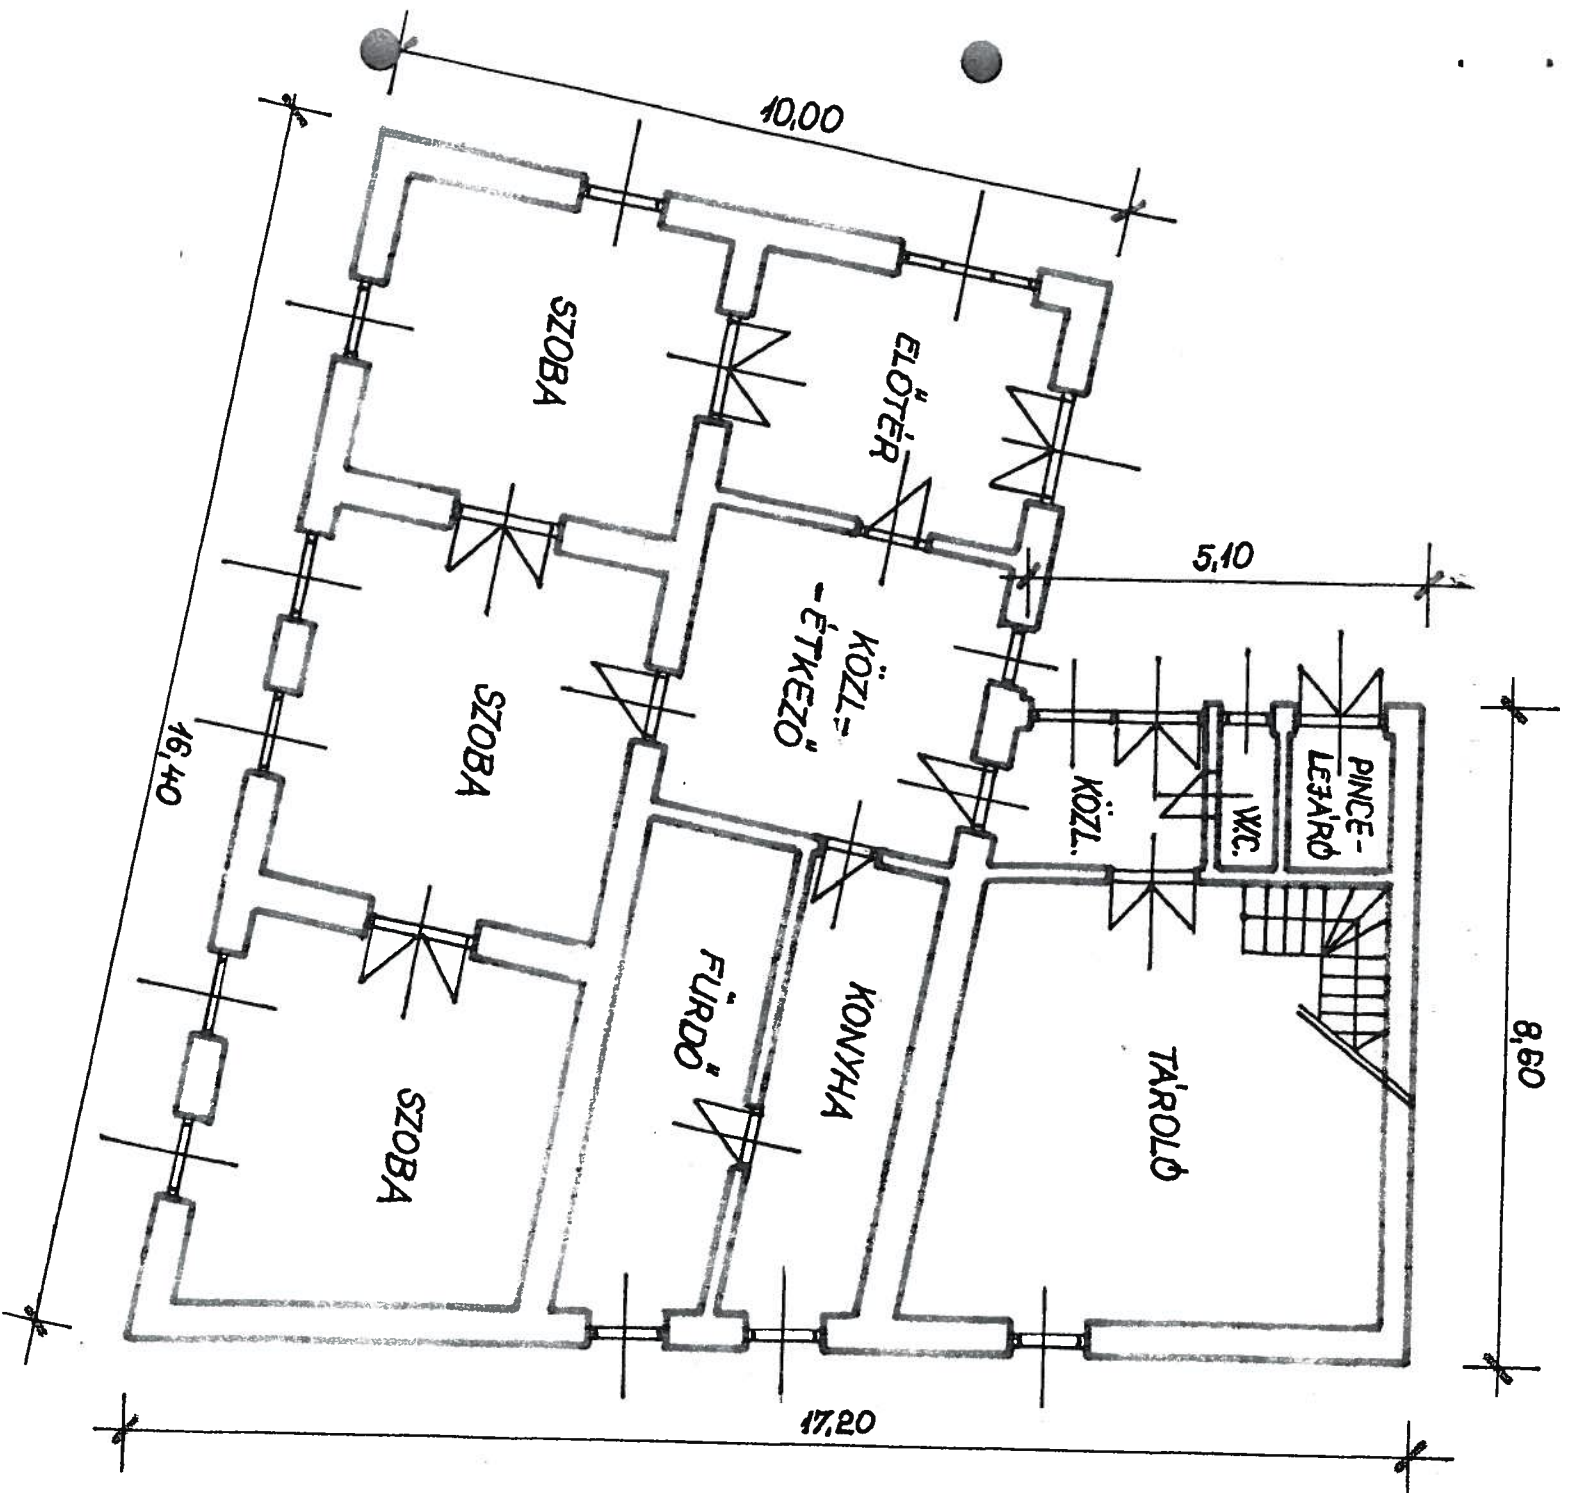 10,00
SZOBA
ELŐTÉR
5,10
KÖZL=
-ÉTKEZŐ
SZOBA
16,40
KÖZL.
W.C.
PINCE-
LEJÁRÓ
8,60
FÜRDŐ
KONYHA
TÁROLÓ
SZOBA
17,20